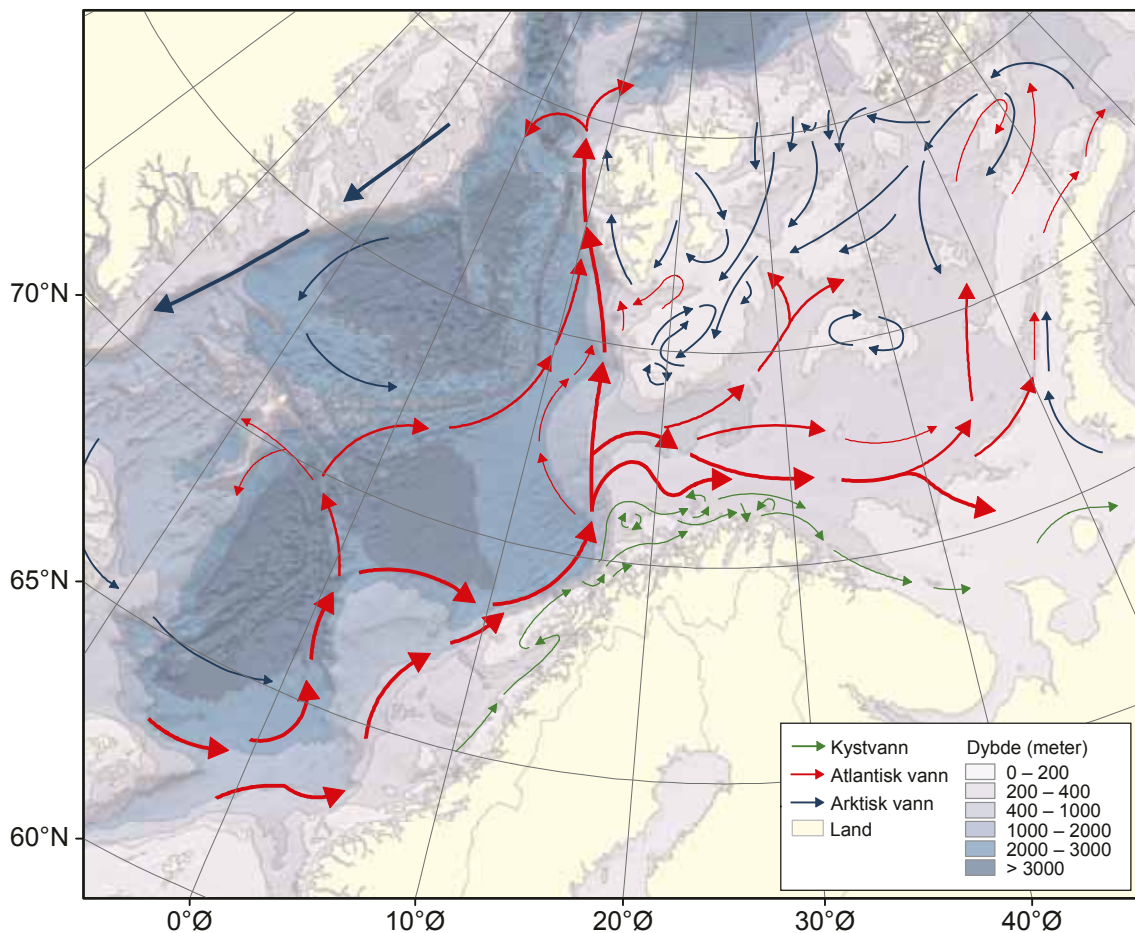 70°N
65°N
60°N
0°Ø
10°Ø
20°Ø
30°Ø
40°Ø
Kystvann
Atlantisk vann
Arktisk vann
Land
Dybde (meter)
0 – 200
200 – 400
400 – 1000
1000 – 2000
2000 – 3000
> 3000